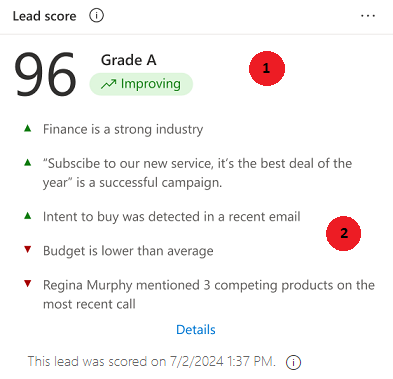 Lead score
96
Grade A
Improving
1
Finance is a strong industry
“Subscibe to our new service, it’s the best deal of the
year” is a successful campaign.
Intent to buy was detected in a recent email
2
Budget is lower than average
Regina Murphy mentioned 3 competing products on the
most recent call
Details
This lead was scored on 7/2/2024 1:37 PM.